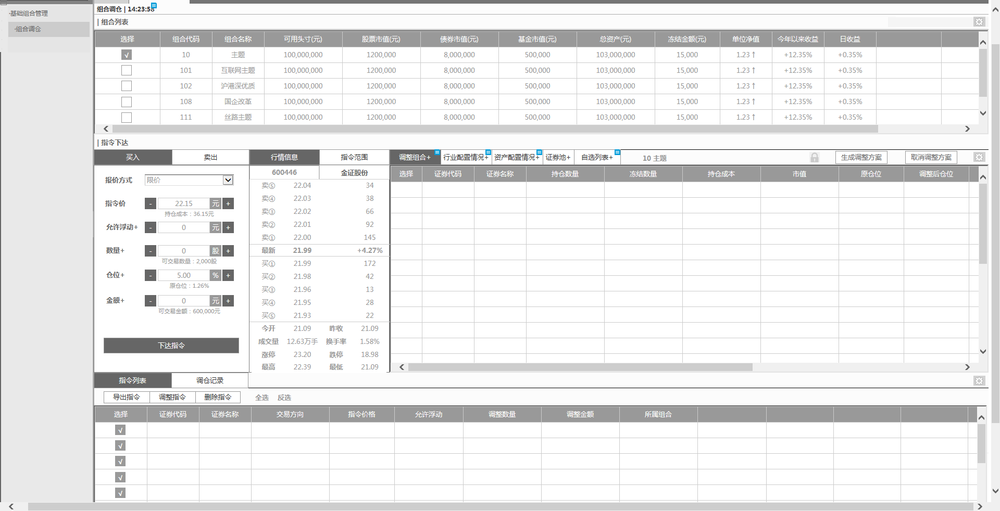 ·基础组合管理
·组合调仓
组合调仓 | 14:23:58
| 组合列表
选择 组合代码 组合名称 可用头寸(元) 股票市值(元) 债券市值(元) 基金市值(元) 总资产(元) 冻结金额(元) 单位净值 今年以来收益 日收益
√ 10 主题 100,000,000 1200,000 8,000,000 500,000 103,000,000 15,000 1.23↑ +12.35% +0.35%
101 互联网主题 100,000,000 1200,000 8,000,000 500,000 103,000,000 15,000 1.23↑ +12.35% +0.35%
102 沪港深优质 100,000,000 1200,000 8,000,000 500,000 103,000,000 15,000 1.23↑ +12.35% +0.35%
108 国企改革 100,000,000 1200,000 8,000,000 500,000 103,000,000 15,000 1.23↑ +12.35% +0.35%
111 丝路主题 100,000,000 1200,000 8,000,000 500,000 103,000,000 15,000 1.23↑ +12.35% +0.35%
| 指令下达
买入 卖出
报价方式 限价
指令价 - 22.15 元 +
持仓成本：36.15元
允许浮动+ - 0 元 +
数量+ - 0 股 +
可交易数量：2,000股
仓位+ - 5.00 % +
原仓位：1.26%
金额+ - 0 元 +
可交易金额：600,000元
下达指令
行情信息 指令范围
600446 金证股份
卖⑤ 22.04 34
卖④ 22.03 38
卖③ 22.02 66
卖② 22.01 92
卖① 22.00 145
最新 21.99 +4.27%
买① 21.99 172
买② 21.98 42
买③ 21.96 13
买④ 21.95 28
买⑤ 21.93 22
今开 21.09 昨收 21.09
成交量 12.63万手 换手率 1.58%
涨停 23.20 跌停 18.98
最高 22.39 最低 21.09
调整组合+ 行业配置情况+ 资产配置情况+ 证券池+ 自选列表+ 10 主题 生成调整方案 取消调整方案
选择 证券代码 证券名称 持仓数量 冻结数量 持仓成本 市值 原仓位 调整后仓位
指令列表 调仓记录
导出指令 调整指令 删除指令 全选 反选
选择 证券代码 证券名称 交易方向 指令价格 允许浮动 调整数量 调整金额 所属组合
√
√
√
√
√